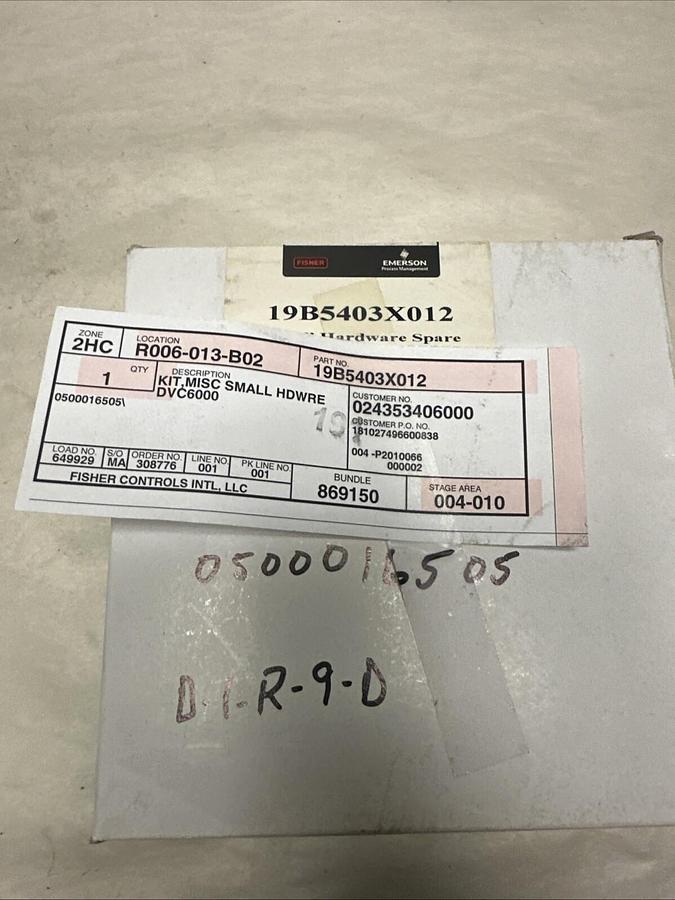 FISHER
EMERSON
Process Management
19B5403X012
Hardware Spare
ZONE
2HC
LOCATION
R006-013-B02
PART NO.
19B5403X012
QTY
1
DESCRIPTION
KIT,MISC SMALL HDWRE
DVC6000
0500016505\
CUSTOMER NO.
024353406000
CUSTOMER P.O. NO.
181027496600838
004 -P2010066
000002
LOAD NO.
649929
S/O
MA
ORDER NO.
308776
LINE NO.
001
PK LINE NO
001
FISHER CONTROLS INTL, LLC
BUNDLE
869150
STAGE AREA
004-010
0500016505
D-1-R-9-D